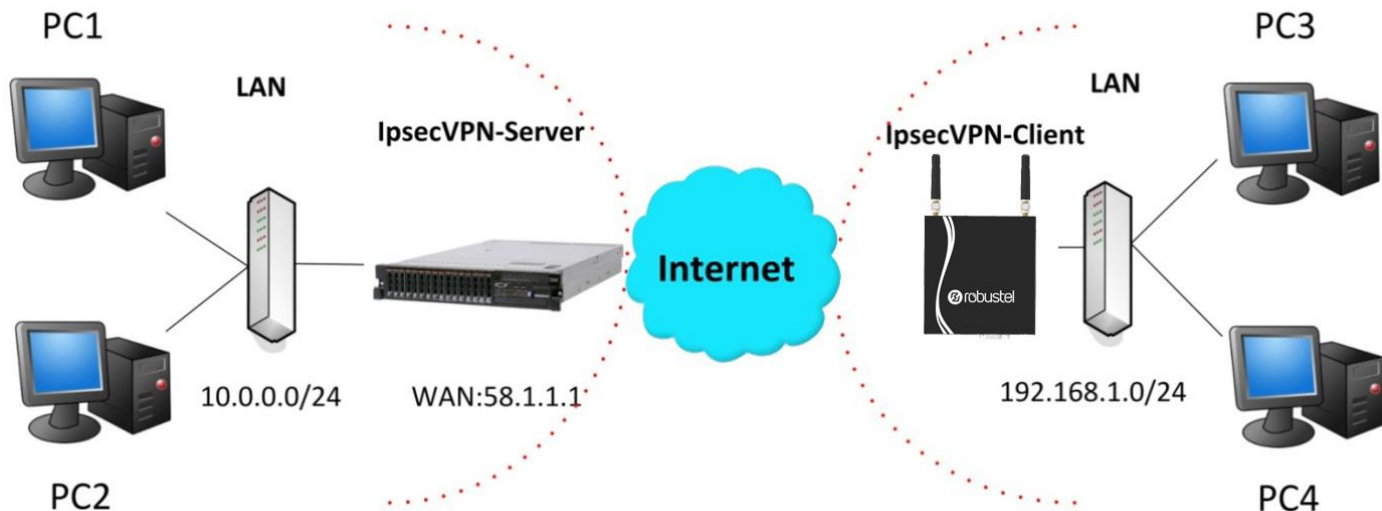 PC1
LAN
IpsecVPN-Server
10.0.0.0/24
WAN:58.1.1.1
PC2
Internet
PC3
LAN
IpsecVPN-Client
robustel
192.168.1.0/24
PC4